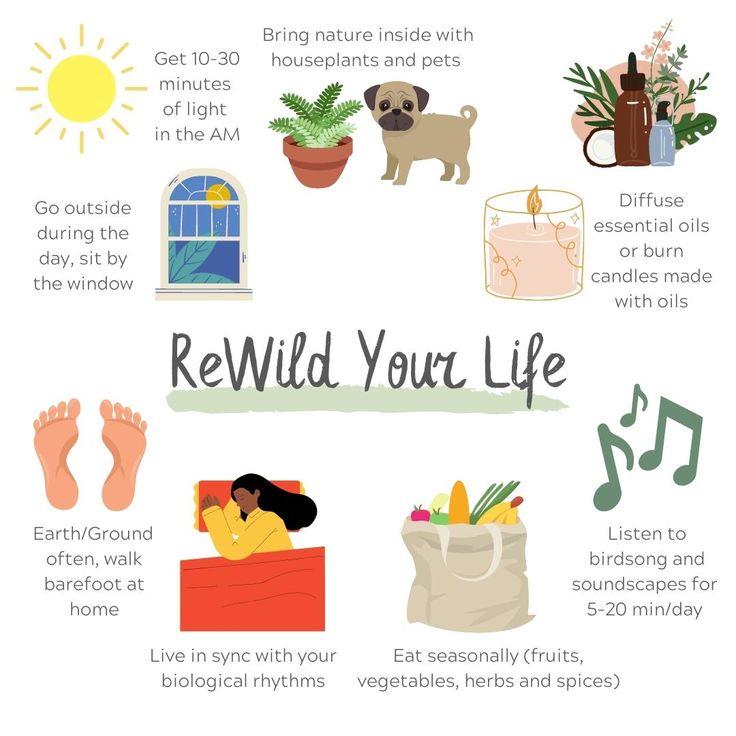 Get 10-30
minutes
of light
in the AM
Bring nature inside with
houseplants and pets
Go outside
during the
day, sit by
the window
Diffuse
essential oils
or burn
candles made
with oils
ReWild Your Life
Earth/Ground
often, walk
barefoot at
home
Live in sync with your
biological rhythms
Eat seasonally (fruits,
vegetables, herbs and spices)
Listen to
birdsong and
soundscapes for
5-20 min/day